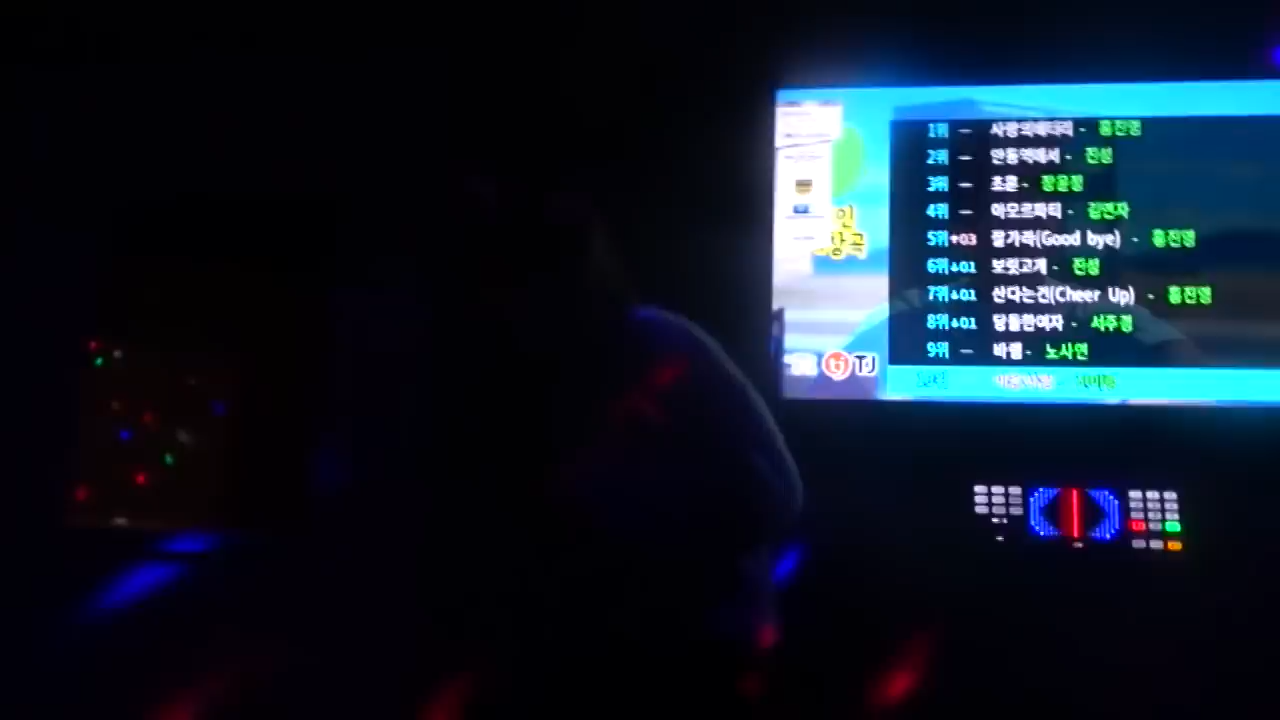 1위 - 사랑의배터리 - 홍진영
2위 - 안동역에서 - 진성
3위 - 초혼 - 장윤정
4위 - 아모르파티 - 김연자
5위 ↑03 잘가라(Good bye) - 홍진영
6위 ↓01 보릿고개 - 진성
7위 ↓01 산다는건(Cheer Up) - 홍진영
8위 ↓01 당돌한여자 - 서주경
9위 - 바램 - 노사연
인
곡
tj TJ